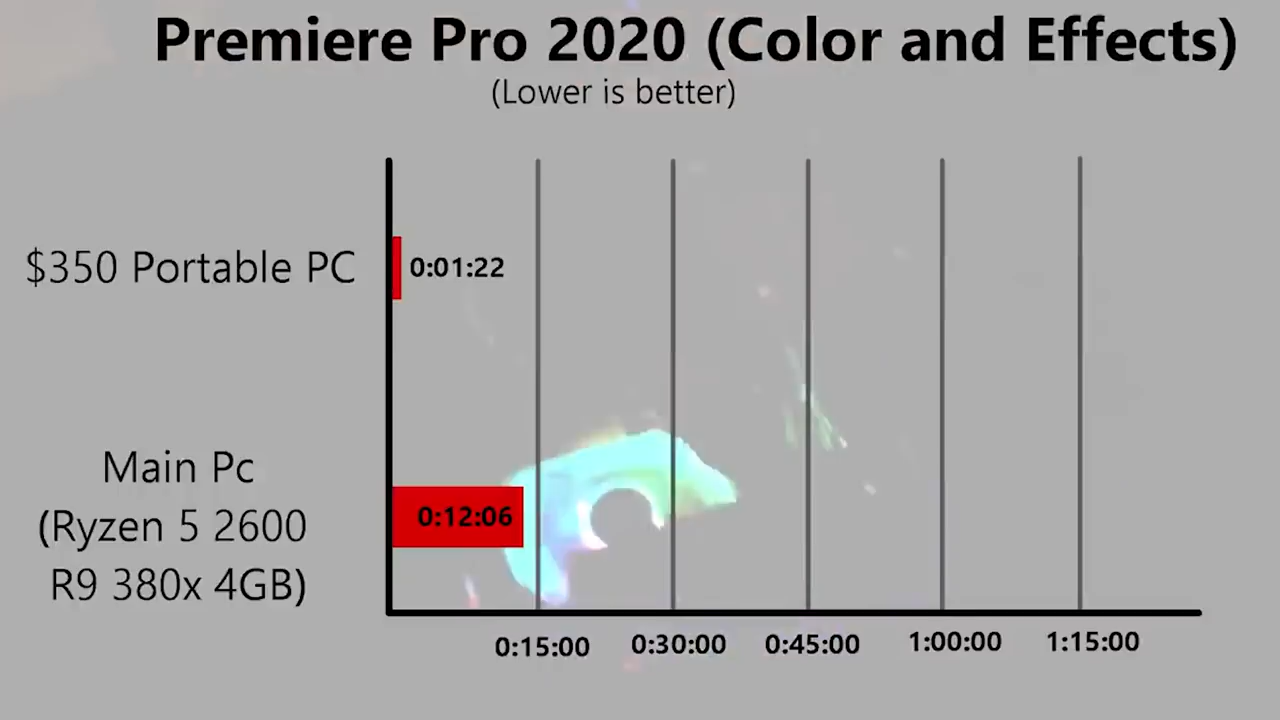 Premiere Pro 2020 (Color and Effects)
(Lower is better)
$350 Portable PC
0:01:22
Main Pc
(Ryzen 5 2600
R9 380x 4GB)
0:12:06
0:15:00
0:30:00
0:45:00
1:00:00
1:15:00